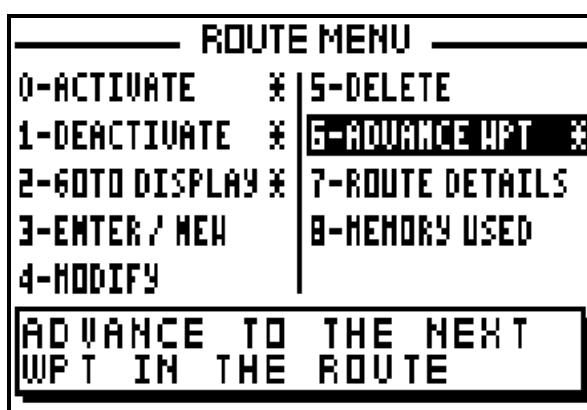 ROUTE MENU
0-ACTIVATE *
1-DEACTIVATE *
2-GOTO DISPLAY *
3-ENTER / NEW
4-MODIFY
5-DELETE
6-ADVANCE WPT *
7-ROUTE DETAILS
8-MEMORY USED
ADVANCE TO THE NEXT
WPT IN THE ROUTE